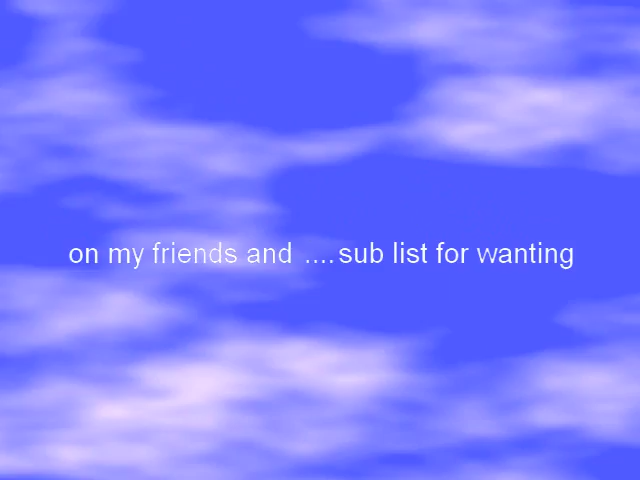 on my friends and ....sub list for wanting